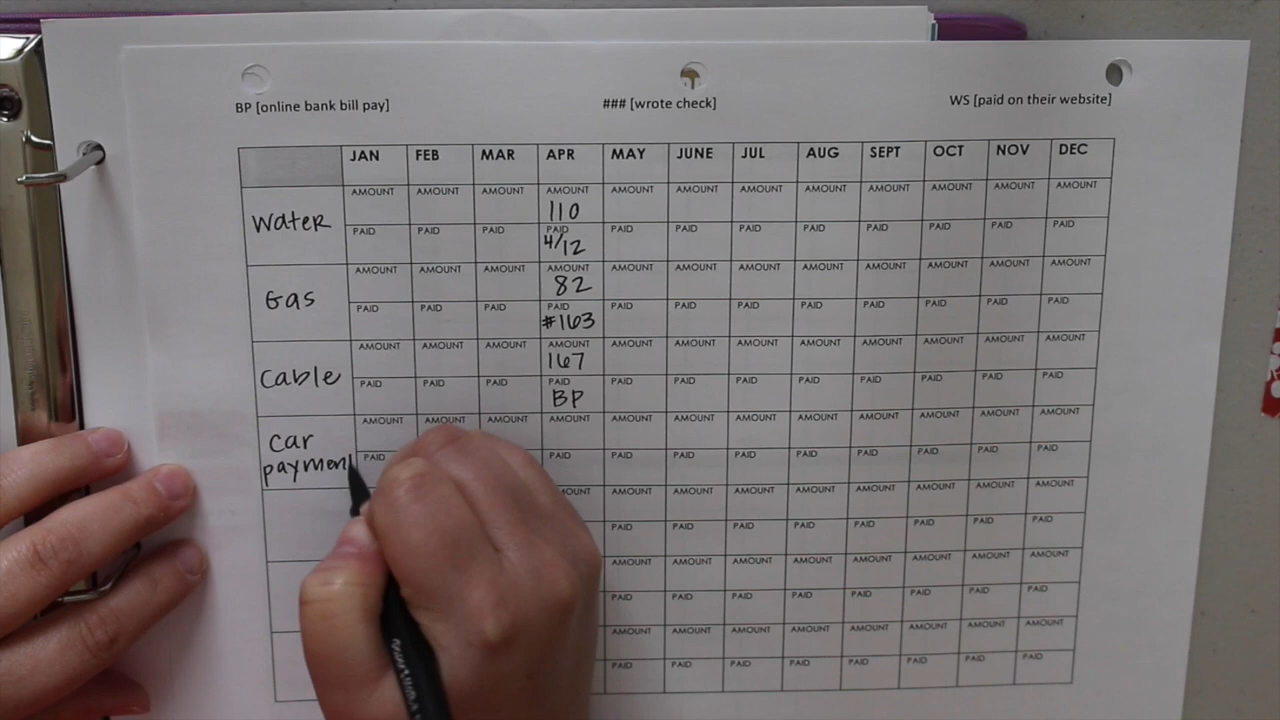 BP [online bank bill pay] ### [wrote check] WS [paid on their website]
JAN FEB MAR APR MAY JUNE JUL AUG SEPT OCT NOV DEC
AMOUNT AMOUNT AMOUNT AMOUNT AMOUNT AMOUNT AMOUNT AMOUNT AMOUNT AMOUNT AMOUNT AMOUNT
110
water
PAID PAID PAID PAID PAID PAID PAID PAID PAID PAID PAID PAID
4/12
AMOUNT AMOUNT AMOUNT AMOUNT AMOUNT AMOUNT AMOUNT AMOUNT AMOUNT AMOUNT AMOUNT AMOUNT
82
Gas
PAID PAID PAID PAID PAID PAID PAID PAID PAID PAID PAID PAID
#163
AMOUNT AMOUNT AMOUNT AMOUNT AMOUNT AMOUNT AMOUNT AMOUNT AMOUNT AMOUNT AMOUNT AMOUNT
167
Cable
PAID PAID PAID PAID PAID PAID PAID PAID PAID PAID PAID PAID
BP
AMOUNT AMOUNT AMOUNT AMOUNT AMOUNT AMOUNT AMOUNT AMOUNT AMOUNT AMOUNT AMOUNT AMOUNT
car
paymen
PAID PAID PAID PAID PAID PAID PAID PAID PAID PAID
AMOUNT AMOUNT AMOUNT AMOUNT AMOUNT AMOUNT AMOUNT AMOUNT AMOUNT
PAID PAID PAID PAID PAID PAID PAID PAID
AMOUNT AMOUNT AMOUNT AMOUNT AMOUNT AMOUNT AMOUNT AMOUNT
PAID PAID PAID PAID PAID PAID PAID PAID
AMOUNT AMOUNT AMOUNT AMOUNT AMOUNT AMOUNT AMOUNT AMOUNT
PAID PAID PAID PAID PAID PAID PAID PAID